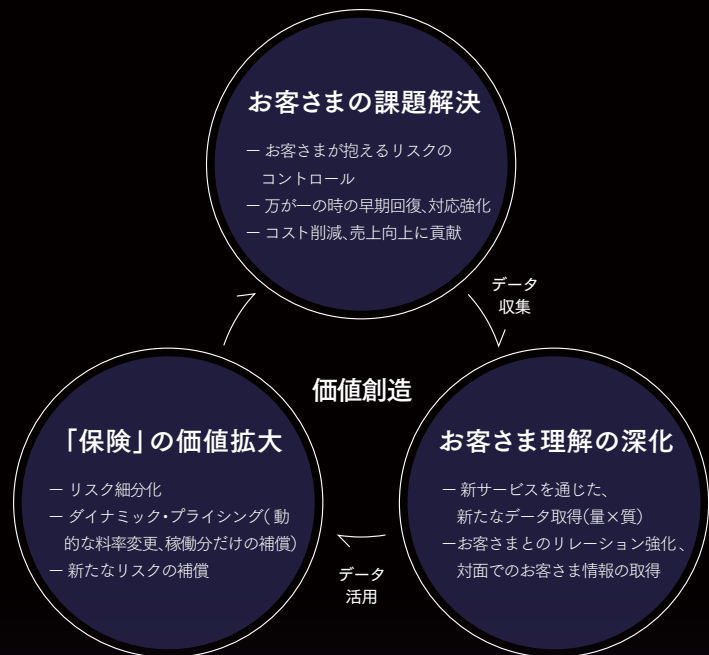 お客さまの課題解決
― お客さまが抱えるリスクの
コントロール
― 万が一の時の早期回復、対応強化
― コスト削減、売上向上に貢献
データ
収集
価値創造
「保険」の価値拡大
― リスク細分化
― ダイナミック・プライシング(動
的な料率変更、稼働分だけの補償)
― 新たなリスクの補償
お客さま理解の深化
― 新サービスを通じた、
新たなデータ取得(量×質)
―お客さまとのリレーション強化、
対面でのお客さま情報の取得
データ
活用